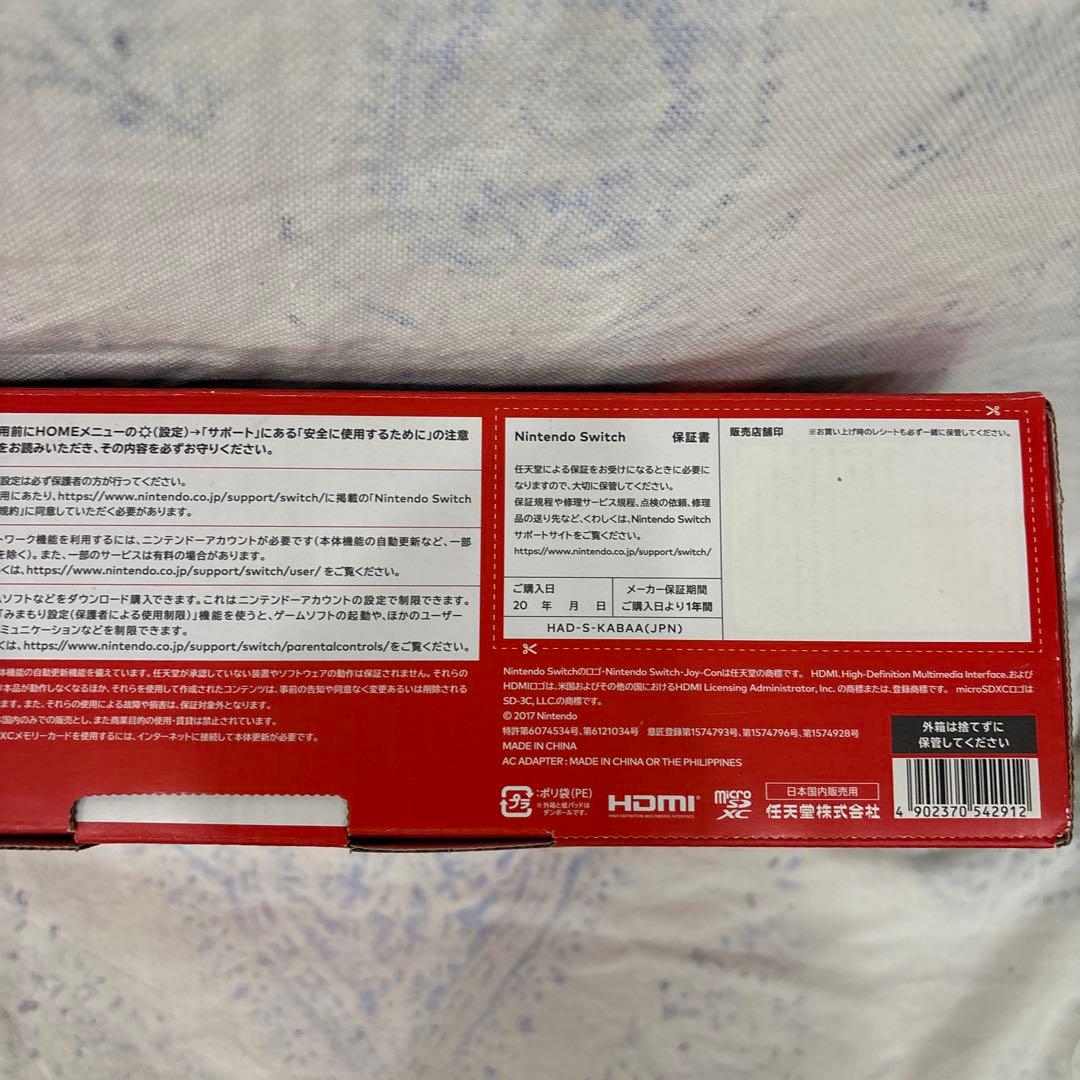 用前にHOMEメニューの(設定)→「サポート」にある「安全に使用するために」の注意
をお読みいただき、その内容を必ずお守りください。
設定は必ず保護者の方が行ってください。
用にあたり、https://www.nintendo.co.jp/support/switch/に掲載の「Nintendo Switch
規約」に同意していただく必要があります。
トワーク機能を利用するには、ニンテンドーアカウントが必要です(本体機能の自動更新など、一部
を除く)。また、一部のサービスは有料の場合があります。
くは、https://www.nintendo.co.jp/support/switch/user/ をご覧ください。
ムソフトなどをダウンロード購入できます。これはニンテンドーアカウントの設定で制限できます。
「みまもり設定(保護者による使用制限)」機能を使うと、ゲームソフトの起動や、ほかのユーザー
ミュニケーションなどを制限できます。
くは、https://www.nintendo.co.jp/support/switch/parentalcontrols/をご覧ください。
体機能の自動更新機能を備えています。任天堂が承認していない装置やソフトウェアの動作は保証されません。それらの
本品が動作しなくなるほか、それらを使用して作成されたコンテンツは、事前の告知や同意なく変更あるいは削除される
ます。また、それらの使用による故障や損害は、保証対象外となります。
本国内のみでの販売とし、また商業目的の使用・賃貸は禁止されています。
XCメモリーカードを使用するには、インターネットに接続して本体更新が必要です。
Nintendo Switch 保証書
任天堂による保証をお受けになるときに必要に
なりますので、大切に保管してください。
保証規程や修理サービス規程、点検の依頼、修理
品の送り先など、くわしくは、Nintendo Switch
サポートサイトをご覧ください。
https://www.nintendo.co.jp/support/switch/
ご購入日
20 年 月 日
メーカー保証期間
ご購入日より1年間
HAD-S-KABAA(JPN)
販売店舗印 ※お買い上げ時のレシートも必ず一緒に保管してください。
Nintendo Switchのロゴ・Nintendo Switch・Joy-Conは任天堂の商標です。 HDMI、High-Definition Multimedia Interface、および
HDMIロゴは、米国およびその他の国におけるHDMI Licensing Administrator, Inc. の商標または、登録商標です。 microSDXCロゴは
SD-3C, LLC.の商標です。
© 2017 Nintendo
特許第6074534号、第6121034号 意匠登録第1574793号、第1574796号、第1574928号
MADE IN CHINA
AC ADAPTER : MADE IN CHINA OR THE PHILIPPINES
プラ
:ポリ袋(PE)
※外箱と紙パッドは
ダンボールです。
HDMI
HIGH-DEFINITION MULTIMEDIA INTERFACE
micro
SD
XC
日本国内販売用
任天堂株式会社
外箱は捨てずに
保管してください
4 902370 542912